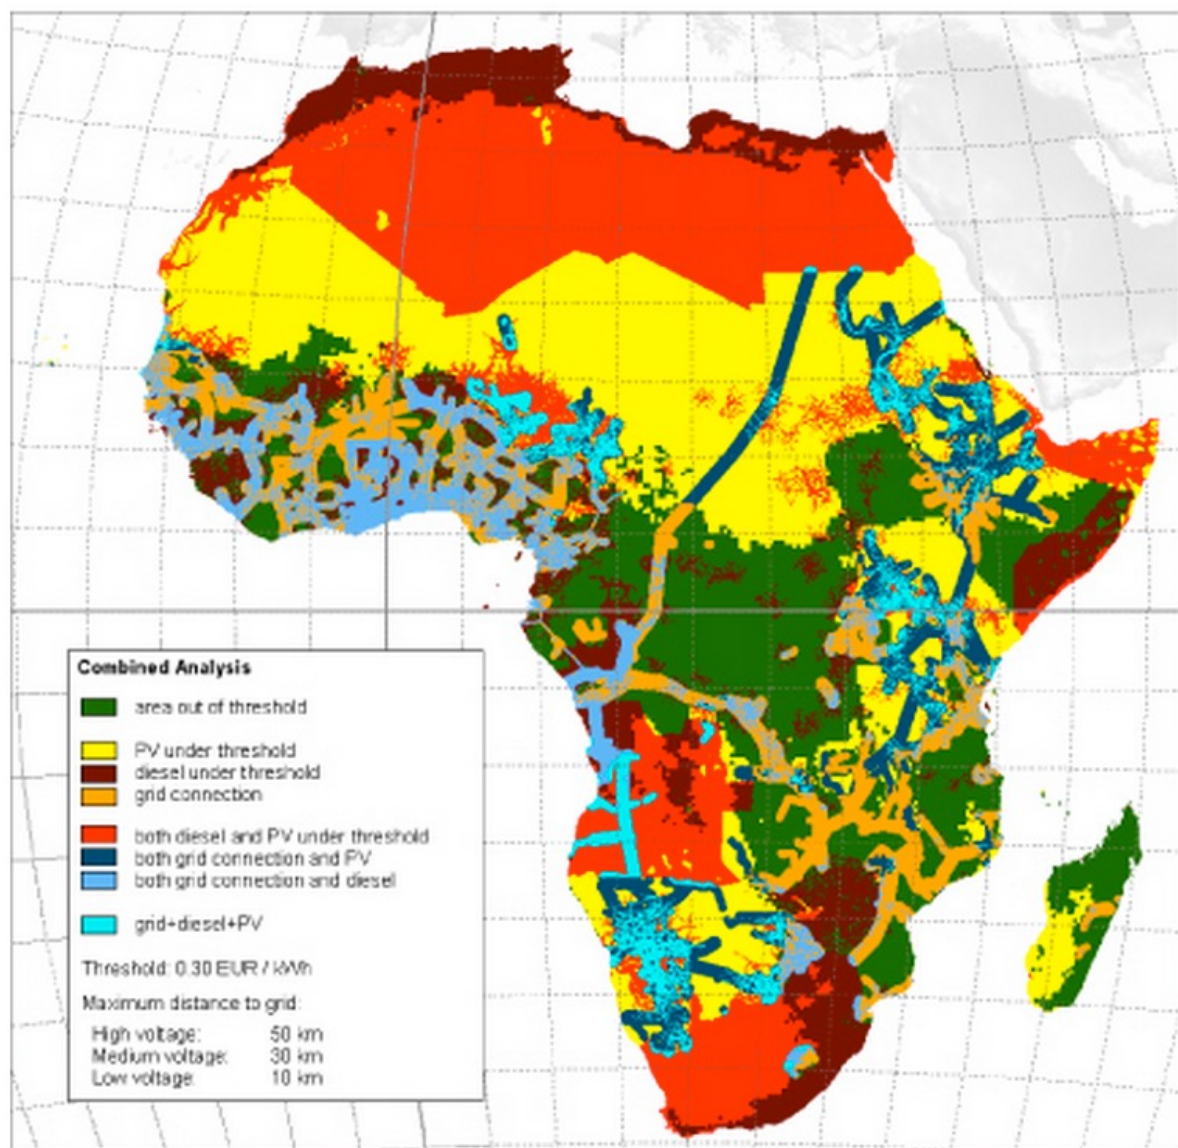 Combined Analysis
area out of threshold
PV under threshold
diesel under threshold
grid connection
both diesel and PV under threshold
both grid connection and PV
both grid connection and diesel
grid+diesel+PV
Threshold: 0.30 EUR / kWh
Maximum distance to grid:
High voltage: 50 km
Medium voltage: 30 km
Low voltage: 10 km